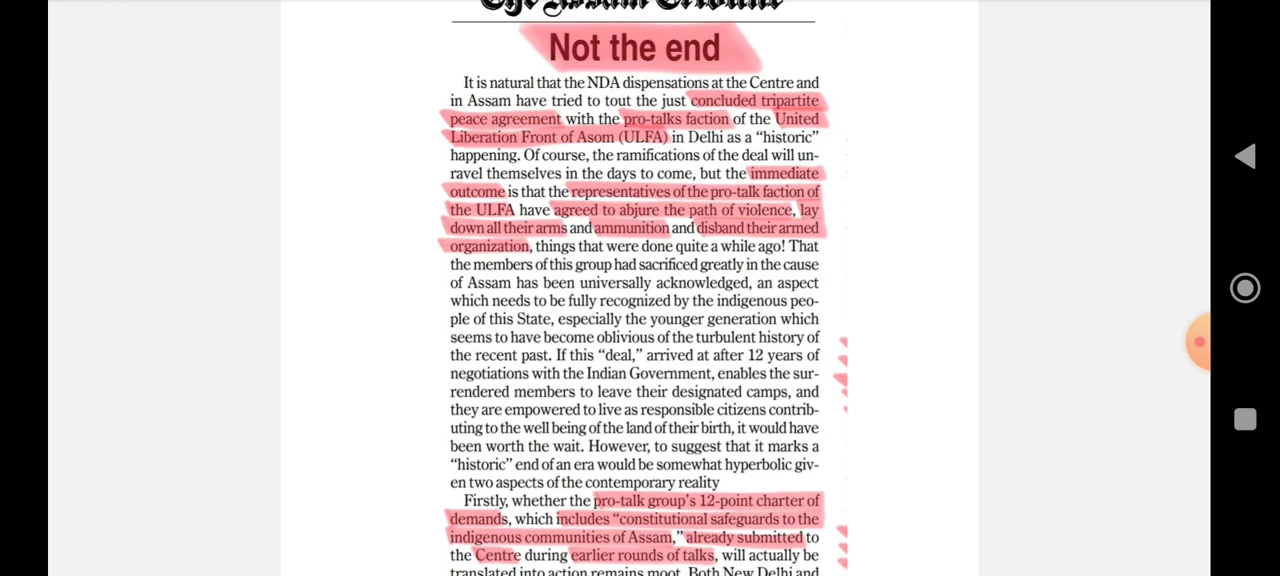 The Assam Tribune
Not the end
It is natural that the NDA dispensations at the Centre and
in Assam have tried to tout the just concluded tripartite
peace agreement with the pro-talks faction of the United
Liberation Front of Asom (ULFA) in Delhi as a “historic”
happening. Of course, the ramifications of the deal will un-
ravel themselves in the days to come, but the immediate
outcome is that the representatives of the pro-talk faction of
the ULFA have agreed to abjure the path of violence, lay
down all their arms and ammunition and disband their armed
organization, things that were done quite a while ago! That
the members of this group had sacrificed greatly in the cause
of Assam has been universally acknowledged, an aspect
which needs to be fully recognized by the indigenous peo-
ple of this State, especially the younger generation which
seems to have become oblivious of the turbulent history of
the recent past. If this “deal,” arrived at after 12 years of
negotiations with the Indian Government, enables the sur-
rendered members to leave their designated camps, and
they are empowered to live as responsible citizens contrib-
uting to the well being of the land of their birth, it would have
been worth the wait. However, to suggest that it marks a
“historic” end of an era would be somewhat hyperbolic giv-
en two aspects of the contemporary reality
Firstly, whether the pro-talk group’s 12-point charter of
demands, which includes “constitutional safeguards to the
indigenous communities of Assam,” already submitted to
the Centre during earlier rounds of talks, will actually be
translated into action remains moot. Both New Delhi and